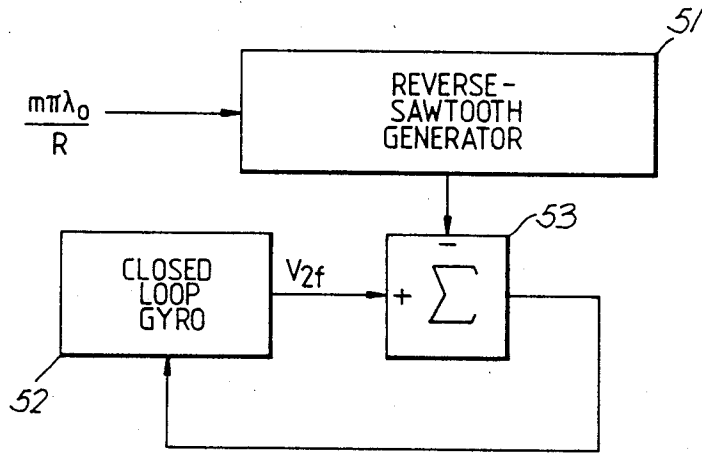 51
mπλ₀
R
REVERSE-
SAWTOOTH
GENERATOR
53
−
CLOSED
LOOP
GYRO
V₂f
+ Σ
52